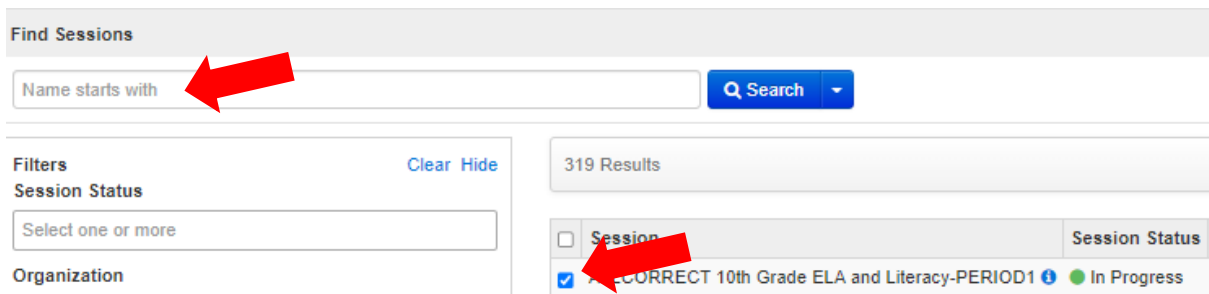 Find Sessions
Name starts with
Search
Filters Clear Hide
Session Status
Select one or more
Organization
319 Results
Session Session Status
10th Grade ELA and Literacy-PERIOD1 In Progress